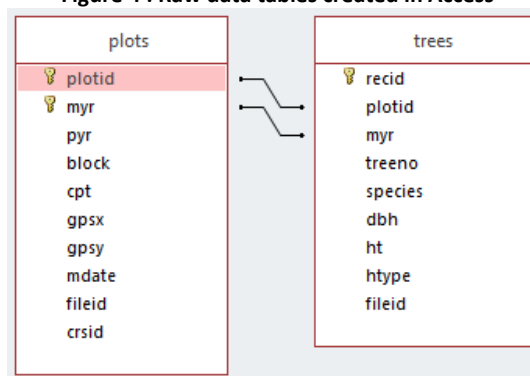 Figure Raw data tables created in Access
plots
plotid
myr
pyr
block
cpt
gpsx
gpsy
mdate
fileid
crsid
trees
recid
plotid
myr
treeno
species
dbh
ht
htype
fileid